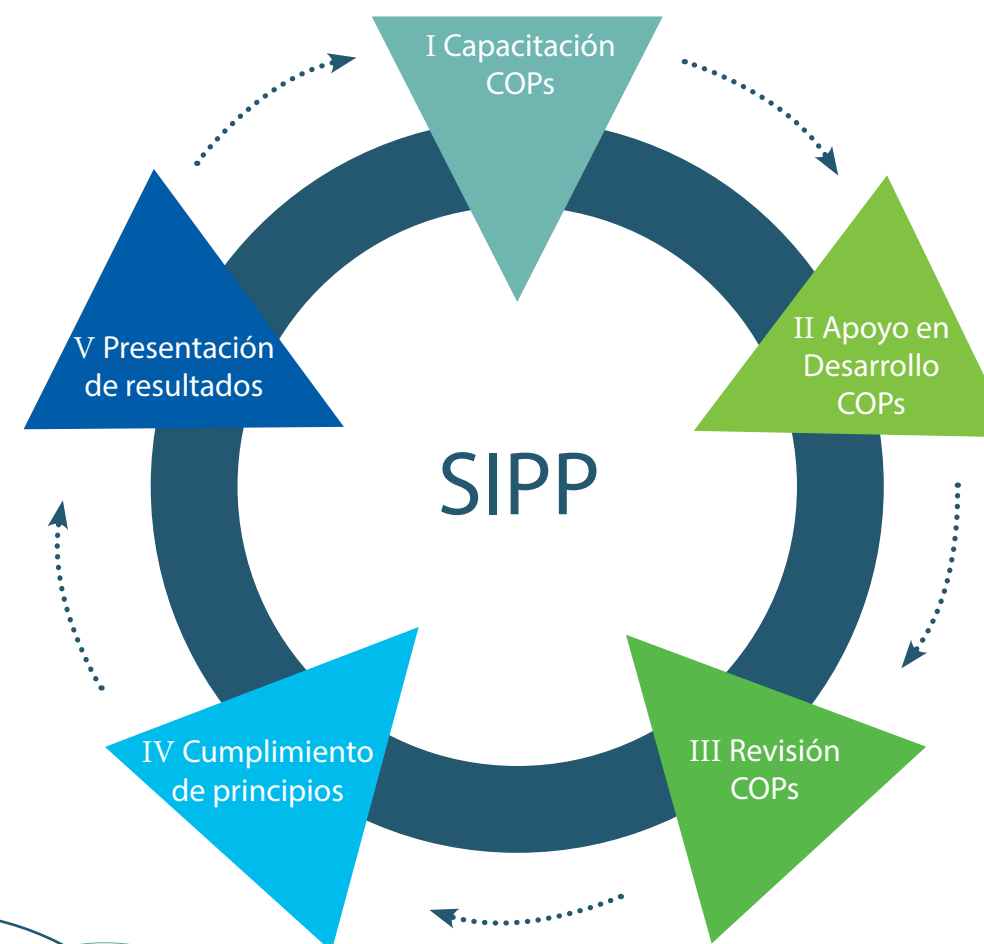 I Capacitación
COPs
II Apoyo en
Desarrollo
COPs
III Revisión
COPs
IV Cumplimiento
de principios
V Presentación
de resultados
SIPP